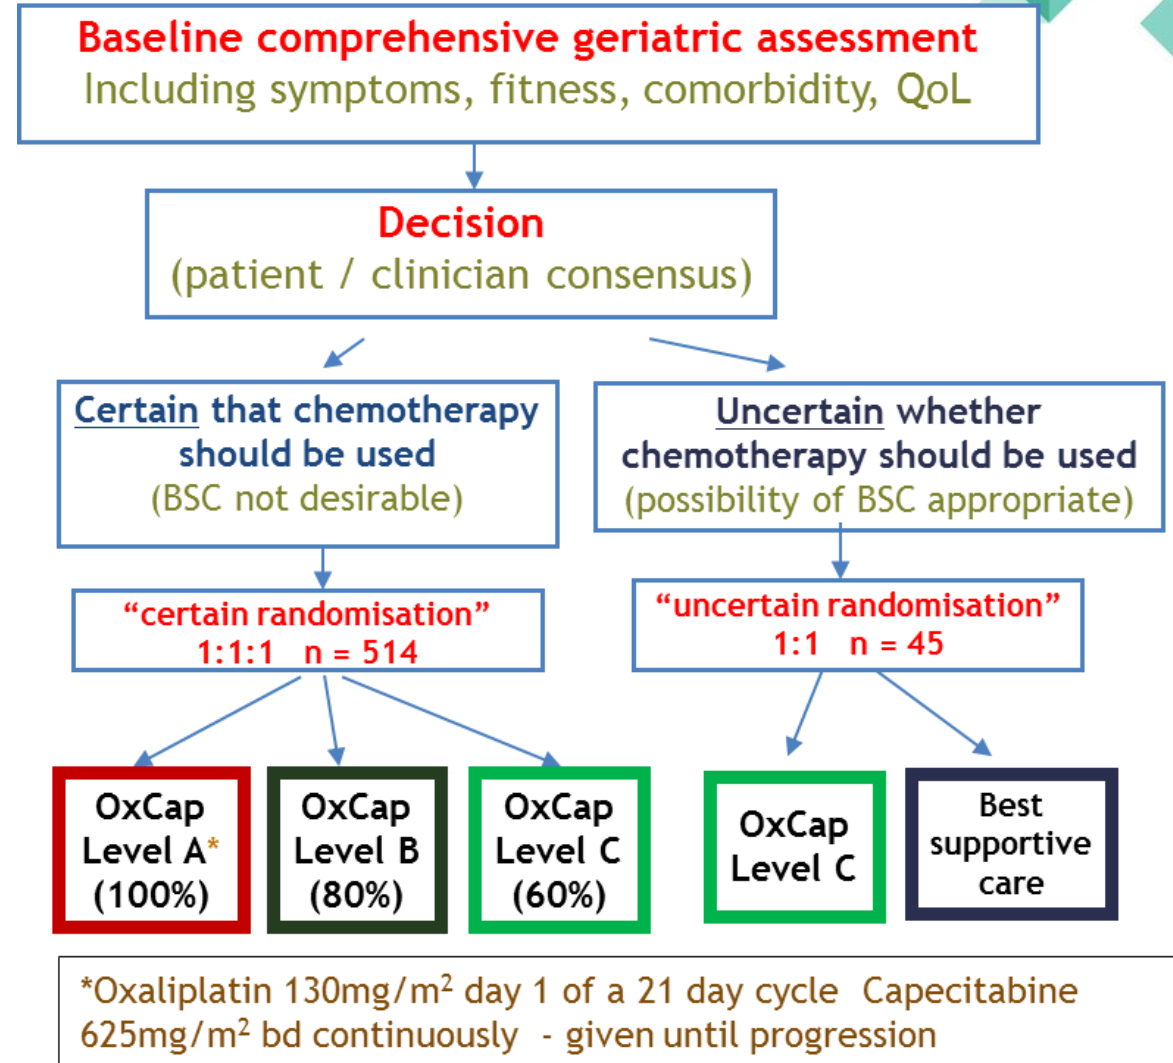 Baseline comprehensive geriatric assessment
Including symptoms, fitness, comorbidity, QoL
Decision
(patient / clinician consensus)
Certain that chemotherapy
should be used
(BSC not desirable)
Uncertain whether
chemotherapy should be used
(possibility of BSC appropriate)
“certain randomisation”
1:1:1 n = 514
“uncertain randomisation”
1:1 n = 45
OxCap
Level A*
(100%)
OxCap
Level B
(80%)
OxCap
Level C
(60%)
OxCap
Level C
Best
supportive
care
*Oxaliplatin 130mg/m² day 1 of a 21 day cycle Capecitabine
625mg/m² bd continuously - given until progression